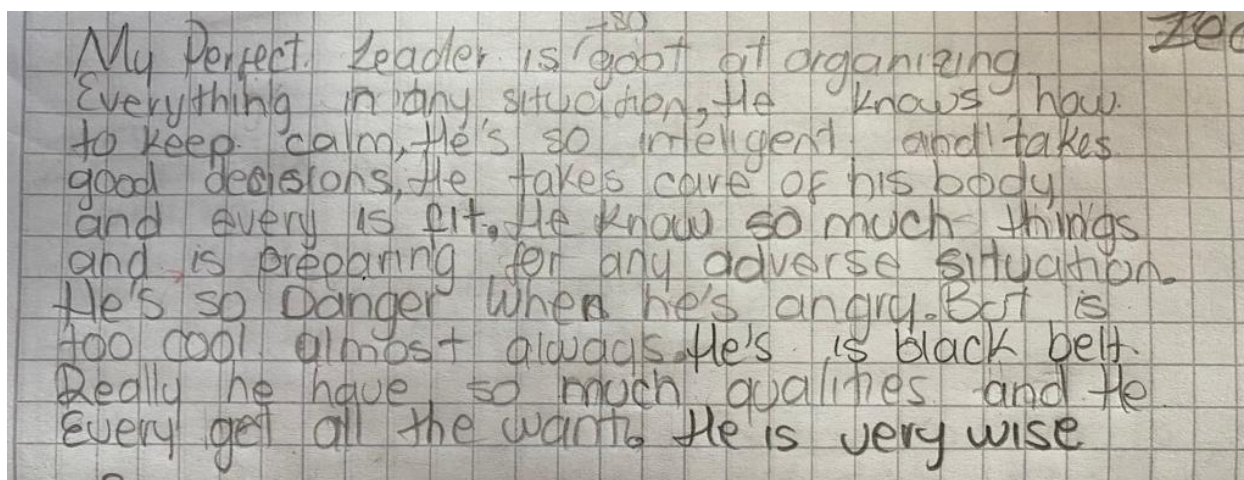 My Perfect Leader is so goot at organizing
Everything in any situation, He knows how
to keep calm, He's so inteligent and takes
good decisions, He takes care of his body
and every is fit, He know so much things
and is preparing for any adverse situation.
He's so Danger When he's angry. But is
too cool almost always. He's is black belt.
Really he have so much qualities and He
Every get all the want. He is very wise